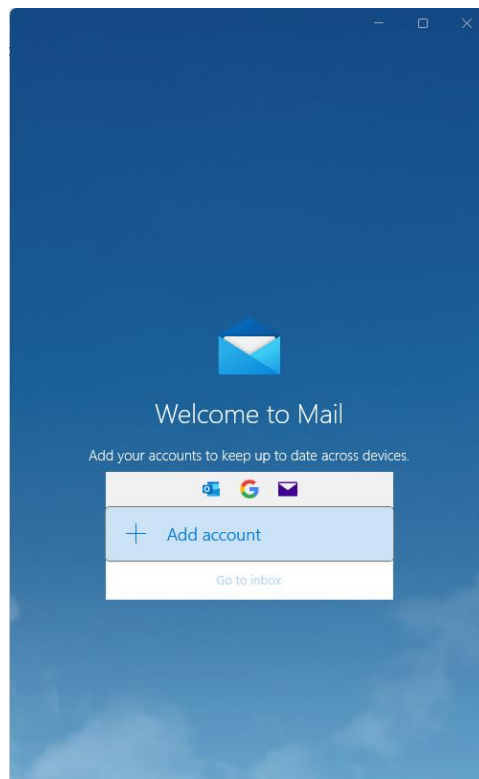 Welcome to Mail
Add your accounts to keep up to date across devices.
Add account
Go to inbox